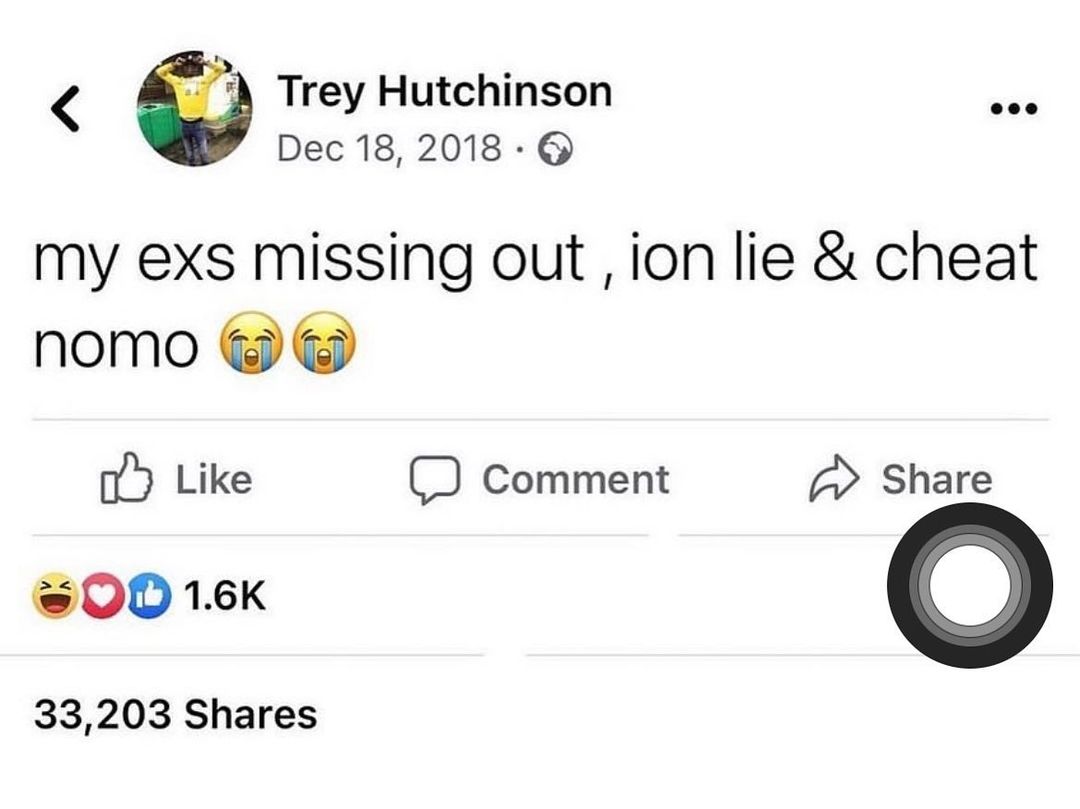 Trey Hutchinson
Dec 18, 2018 ·
my exs missing out , ion lie & cheat
nomo 😭😭
Like Comment Share
1.6K
33,203 Shares